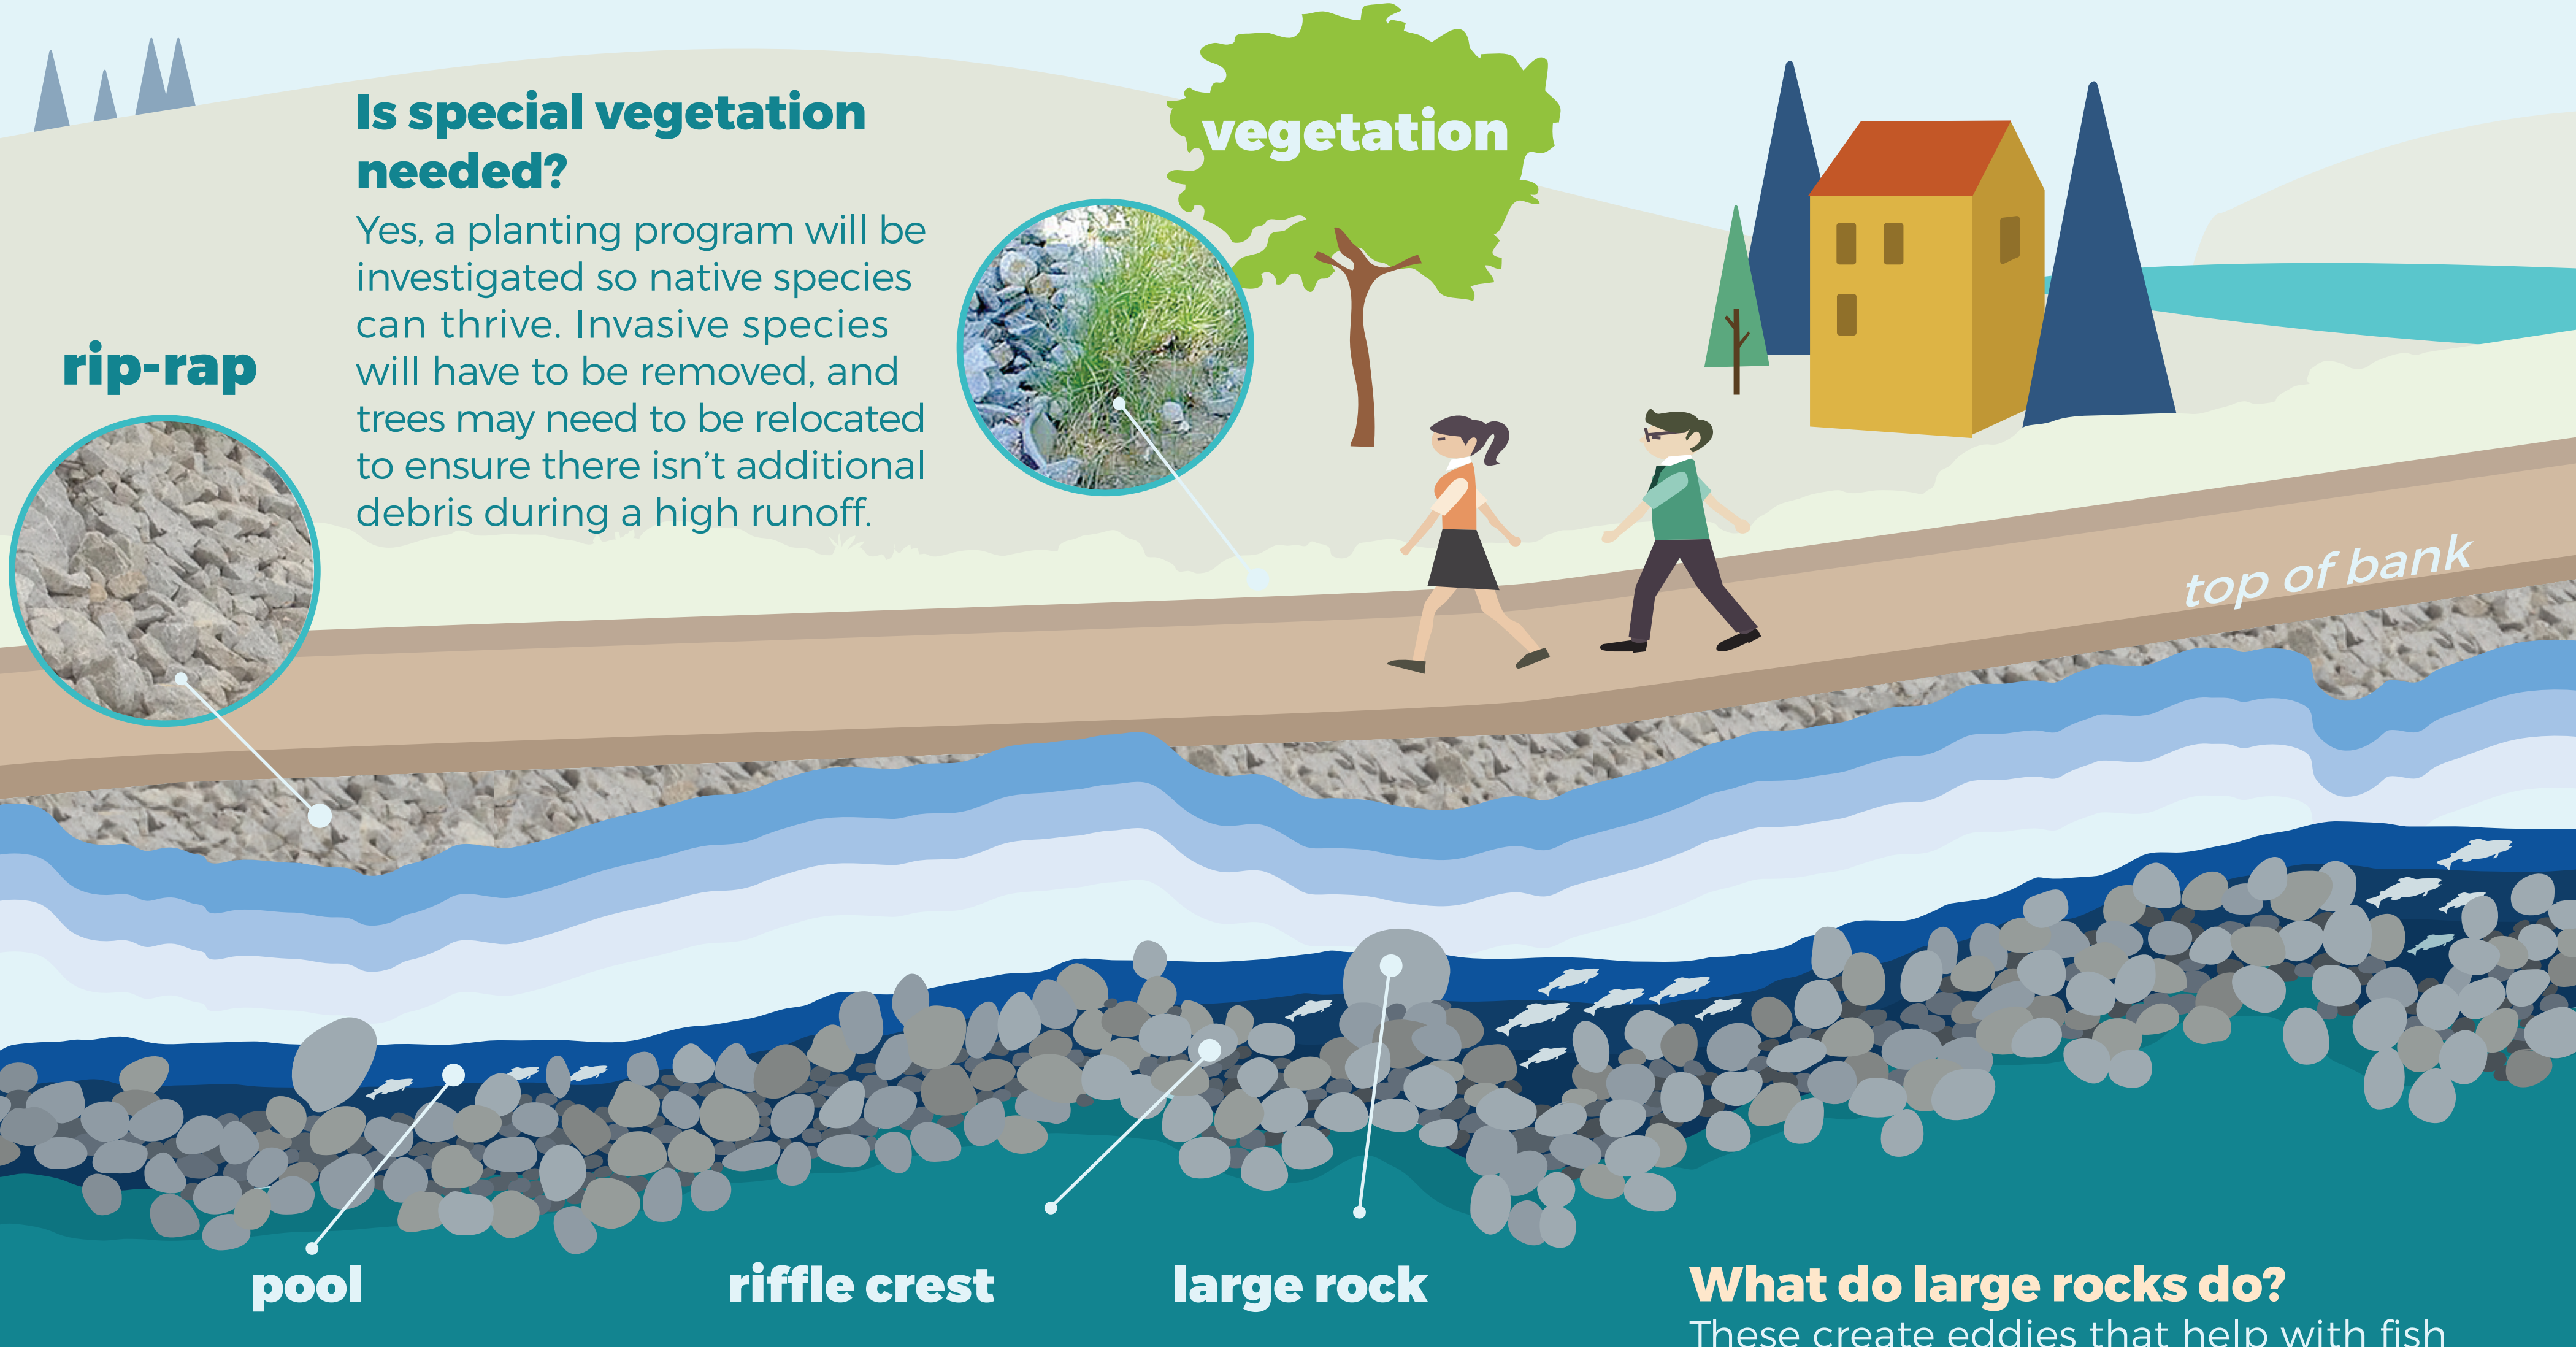 Is special vegetation
needed?
Yes, a planting program will be
investigated so native species
can thrive. Invasive species
will have to be removed, and
trees may need to be relocated
to ensure there isn’t additional
debris during a high runoff.
vegetation
rip-rap
top of bank
pool
riffle crest
large rock
What do large rocks do?
These create eddies that help with fish